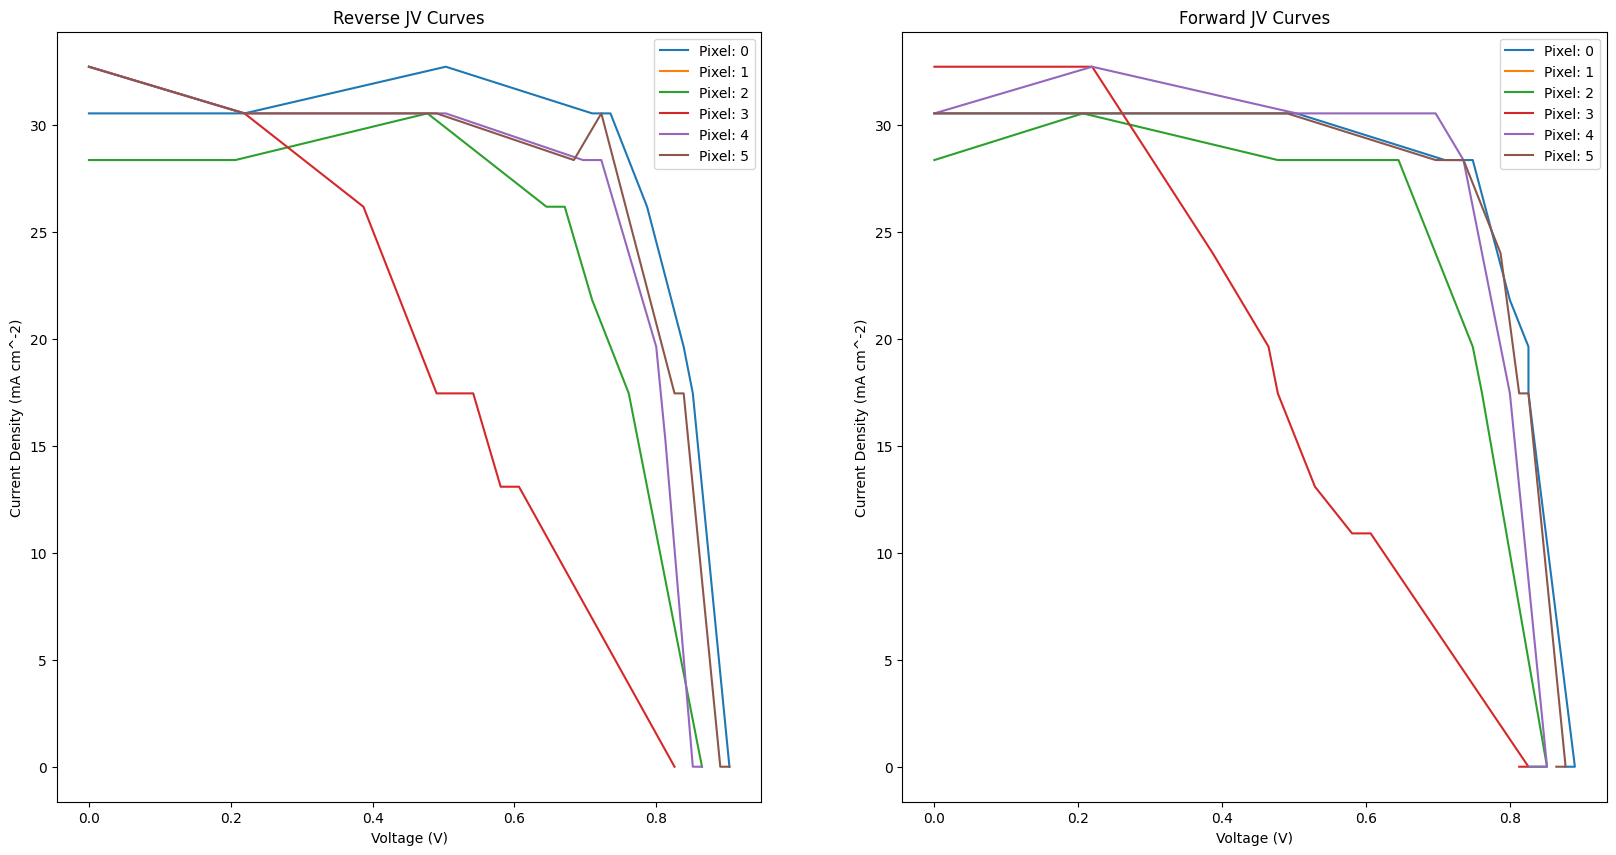 Reverse JV Curves
Pixel: 0
Pixel: 1
Pixel: 2
Pixel: 3
Pixel: 4
Pixel: 5
30
25
20
15
10
5
0
Current Density (mA cm^-2)
0.0 0.2 0.4 0.6 0.8
Voltage (V)
Forward JV Curves
Pixel: 0
Pixel: 1
Pixel: 2
Pixel: 3
Pixel: 4
Pixel: 5
30
25
20
15
10
5
0
Current Density (mA cm^-2)
0.0 0.2 0.4 0.6 0.8
Voltage (V)